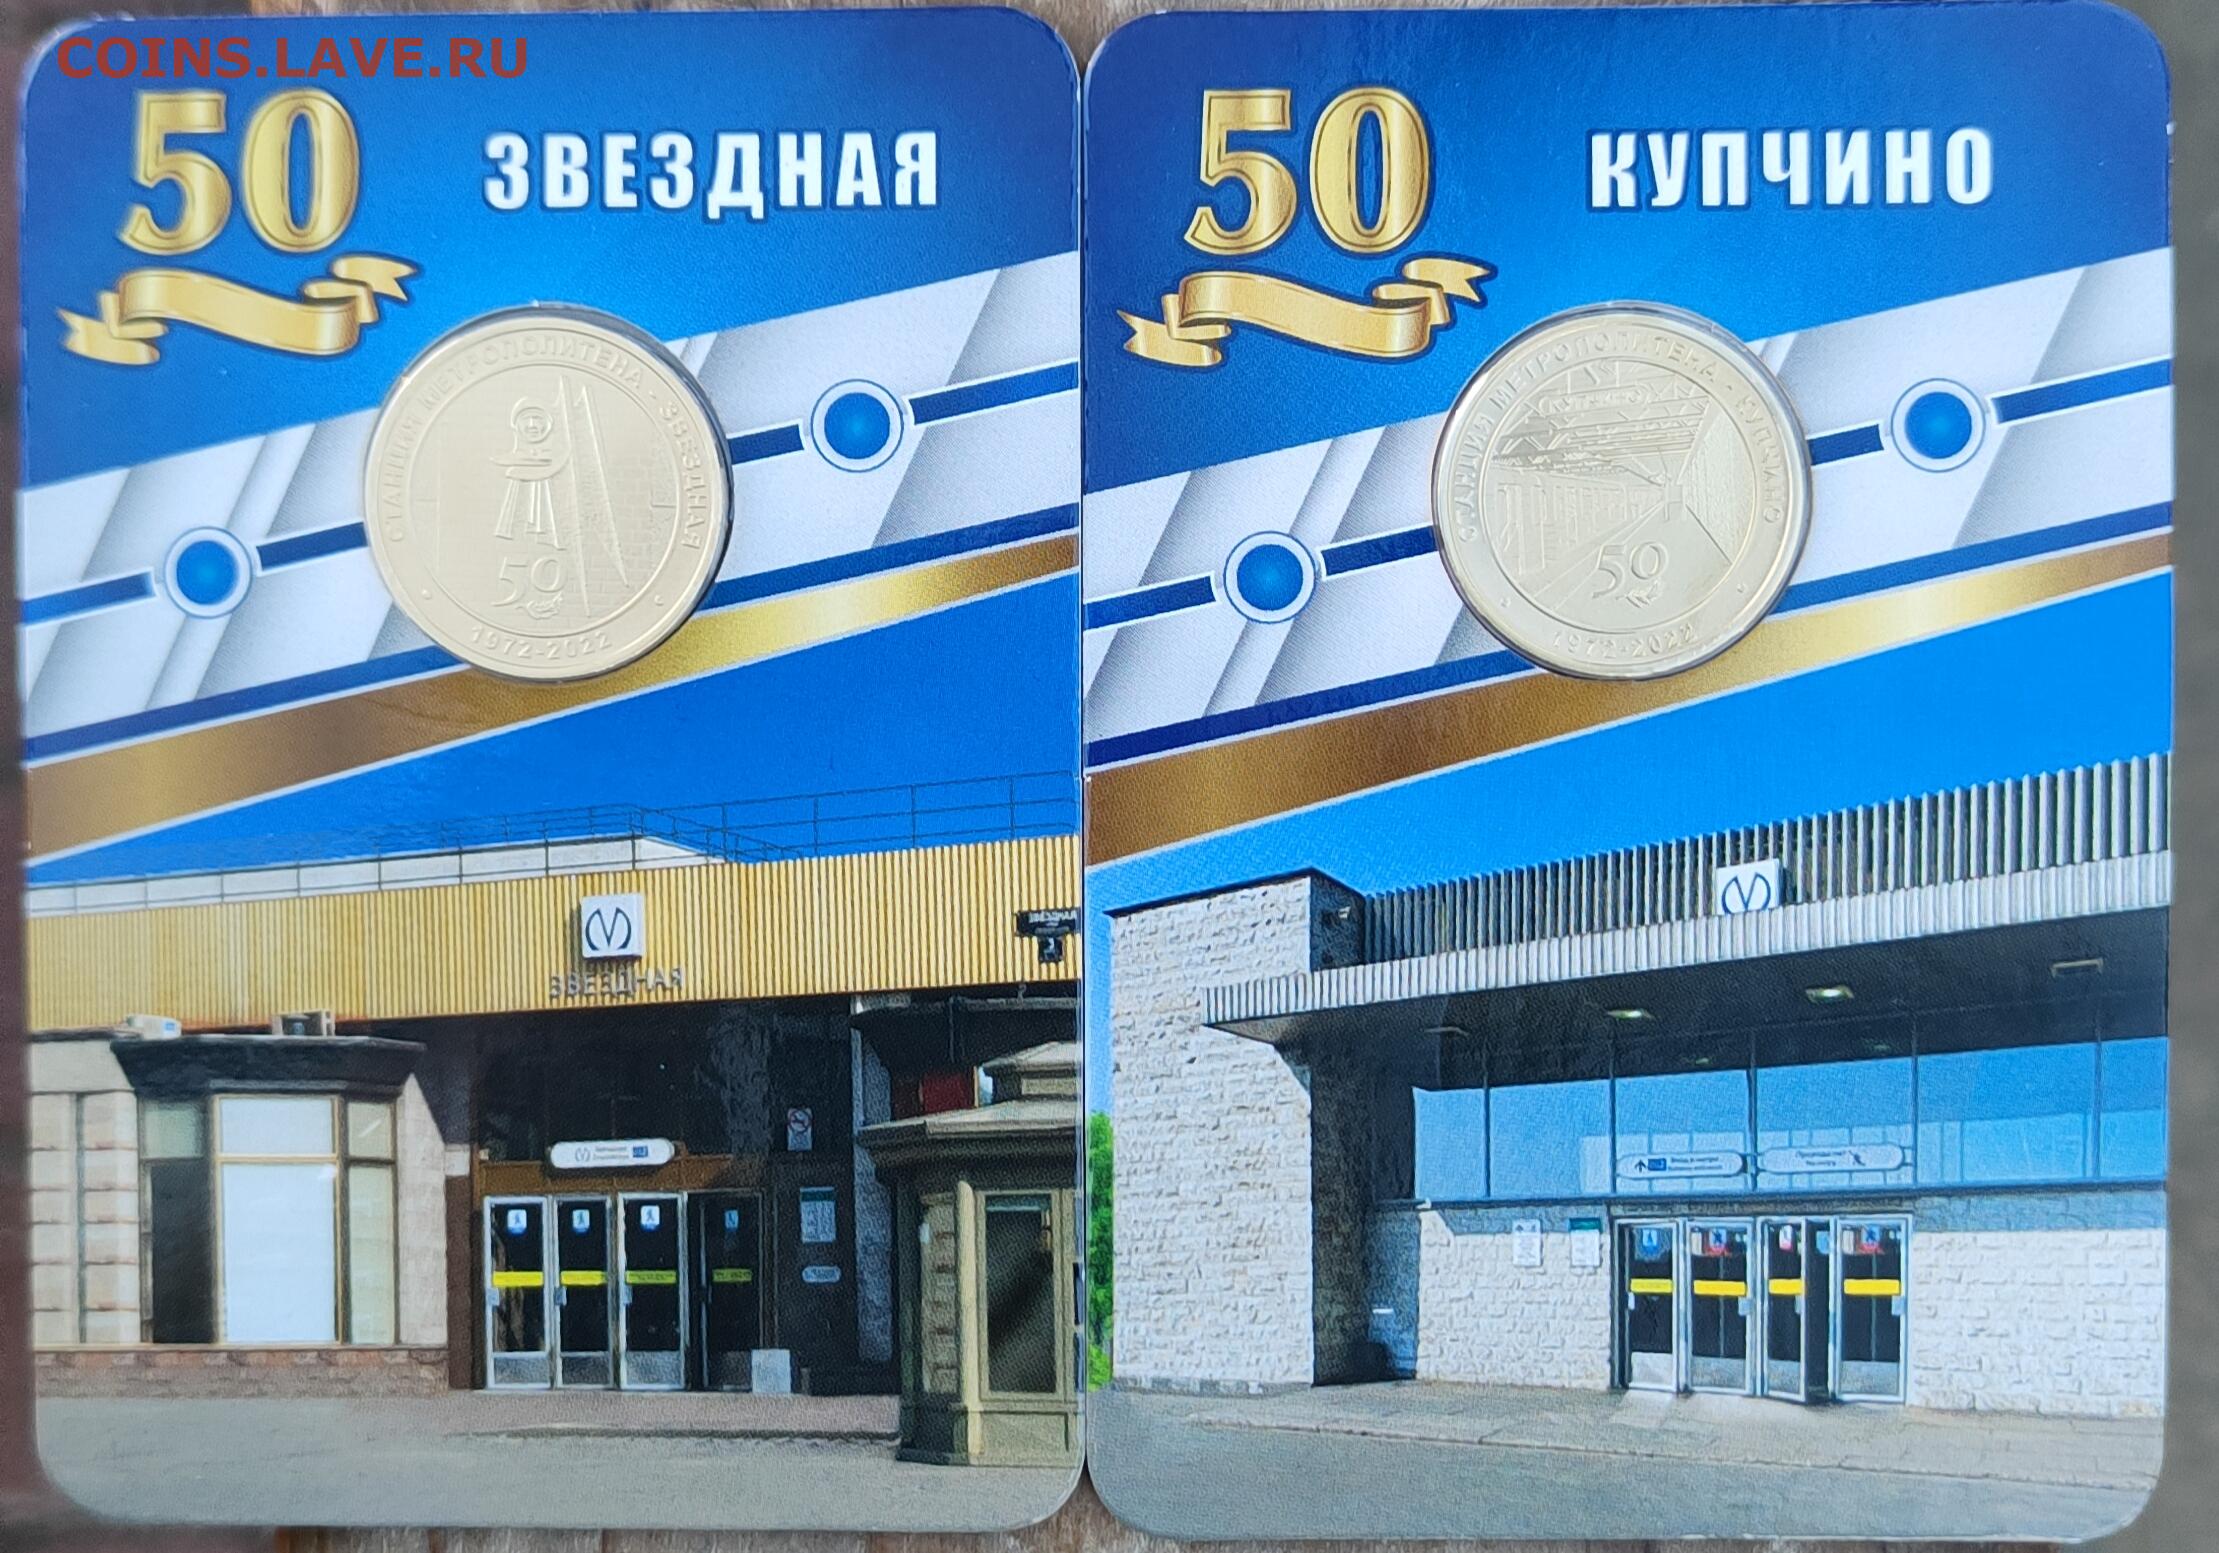 COINS.LAVE.RU
50
ЗВЕЗДНАЯ
СТАНЦИЯ МЕТРОПОЛИТЕНА - ЗВЕЗДНАЯ
50
1972-2022
ЗВЕЗДНАЯ
ЗВЕЗДНАЯ
50
КУПЧИНО
СТАНЦИЯ МЕТРОПОЛИТЕНА - КУПЧИНО
50
1972-2022